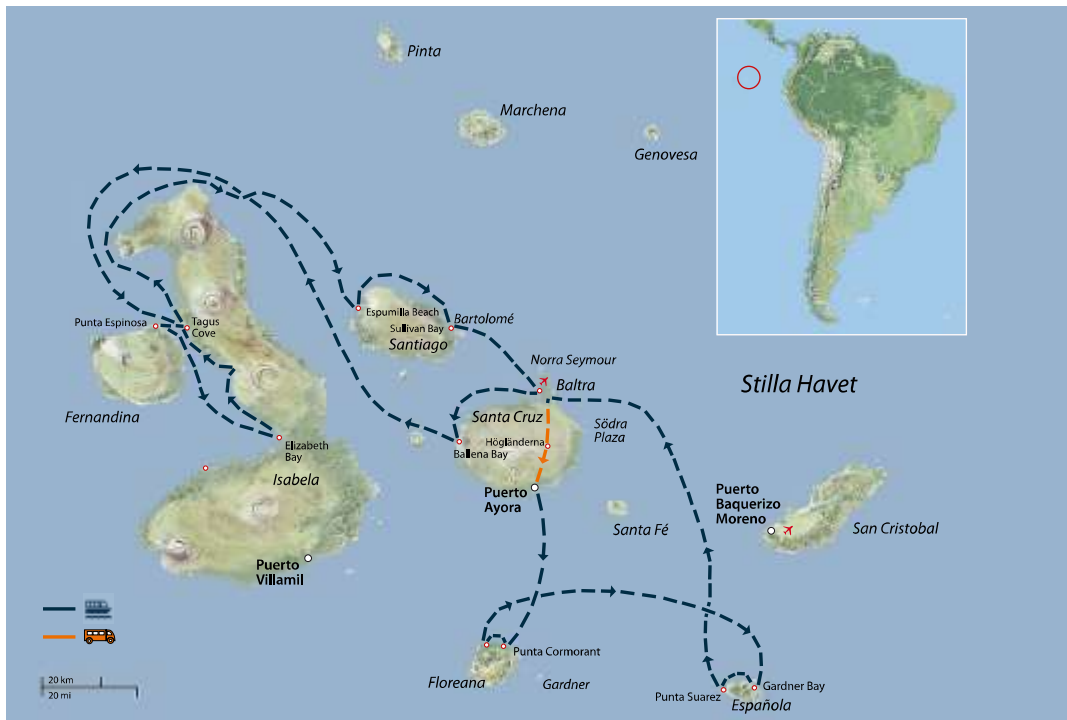 Pinta
Marchena
Genovesa
Espumilla Beach
Bartolomé
Sullivan Bay
Santiago
Punta Espinosa
Tagus
Cove
Norra Seymour
Baltra
Stilla Havet
Fernandina
Santa Cruz
Södra
Plaza
Högländerna
Ballena Bay
Elizabeth
Bay
Isabela
Puerto
Ayora
Puerto
Baquerizo
Moreno
San Cristobal
Santa Fé
Puerto
Villamil
Punta Cormorant
Floreana
Gardner
Gardner Bay
Punta Suarez
Española
20 km
20 mi